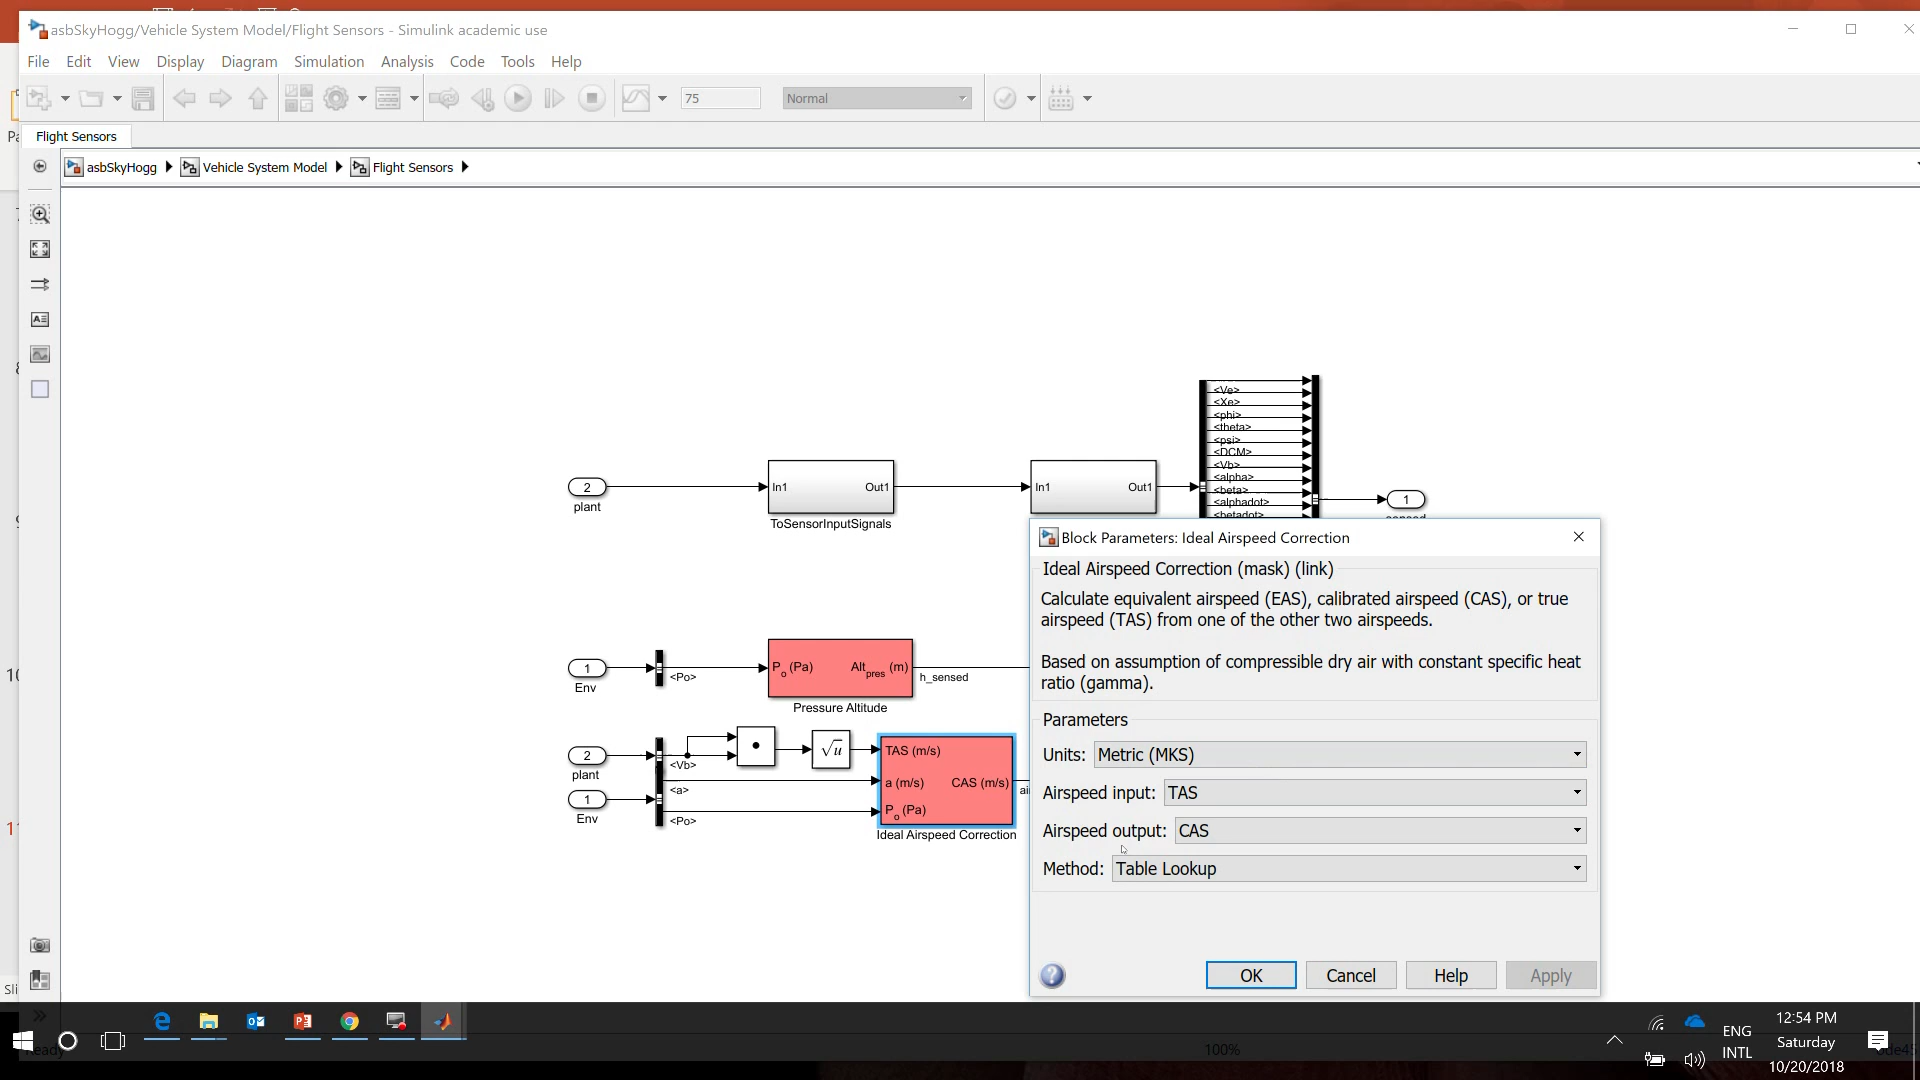 asbSkyHogg/Vehicle System Model/Flight Sensors - Simulink academic use
File Edit View Display Diagram Simulation Analysis Code Tools Help
75 Normal
Flight Sensors
asbSkyHogg Vehicle System Model Flight Sensors
<Ve>
<Xe>
<phi>
<theta>
<psi>
<DCM>
<Vb>
<alpha>
<beta>
<alphadot>
<betadot>
2
plant
In1 Out1
ToSensorInputSignals
In1 Out1
1
1
Env
<Po>
Po (Pa) Altpres (m)
h_sensed
Pressure Altitude
2
plant
<Vb>
√u
TAS (m/s)
<a>
a (m/s) CAS (m/s)
1
Env
<Po>
Po (Pa)
Ideal Airspeed Correction
Block Parameters: Ideal Airspeed Correction
Ideal Airspeed Correction (mask) (link)
Calculate equivalent airspeed (EAS), calibrated airspeed (CAS), or true
airspeed (TAS) from one of the other two airspeeds.
Based on assumption of compressible dry air with constant specific heat
ratio (gamma).
Parameters
Units: Metric (MKS)
Airspeed input: TAS
Airspeed output: CAS
Method: Table Lookup
OK Cancel Help Apply
Ready 100%
ENG
INTL
12:54 PM
Saturday
10/20/2018